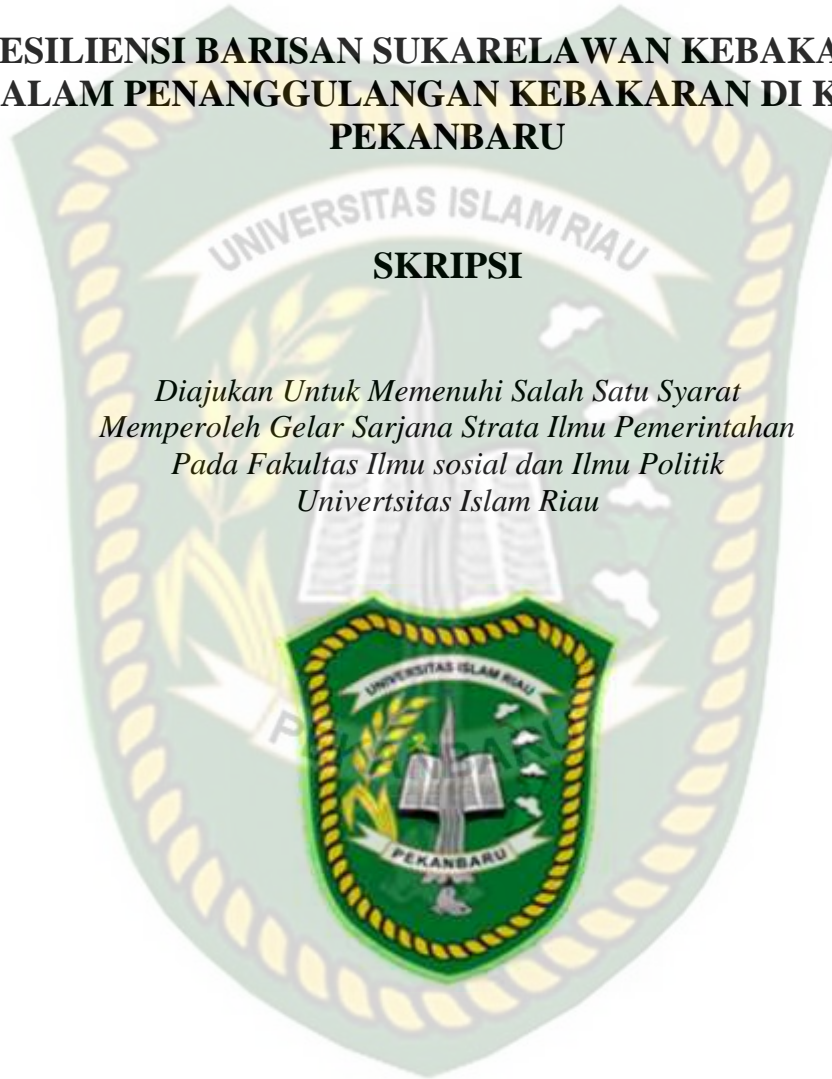 ESILIENSI BARISAN SUKARELAWAN KEBAKA
ALAM PENANGGULANGAN KEBAKARAN DI K
PEKANBARU
UNIVERSITAS ISLAM RIAU
SKRIPSI
Diajukan Untuk Memenuhi Salah Satu Syarat
Memperoleh Gelar Sarjana Strata Ilmu Pemerintahan
Pada Fakultas Ilmu sosial dan Ilmu Politik
Univertsitas Islam Riau
UNIVERSITAS ISLAM RIAU
PEKANBARU
PEKANBARU